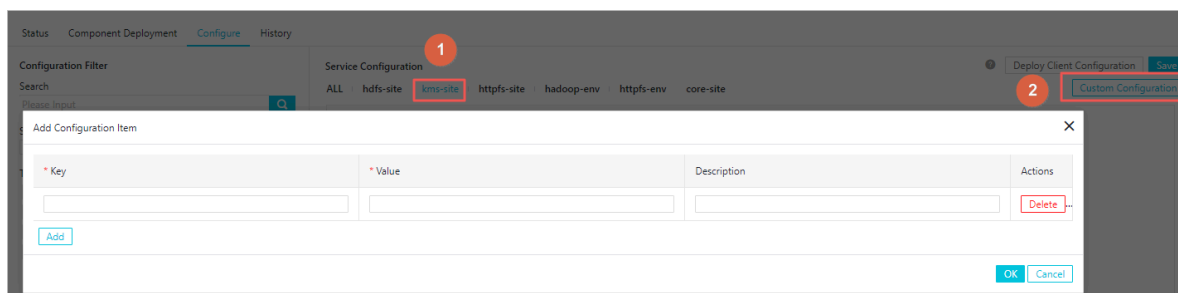 Status Component Deployment Configure History
1
Configuration Filter Service Configuration Deploy Client Configuration Save
Search ALL hdfs-site kms-site httpfs-site hadoop-env httpfs-env core-site 2 Custom Configuration
Please Input
Add Configuration Item
* Key * Value Description Actions
Delete ...
Add
OK Cancel